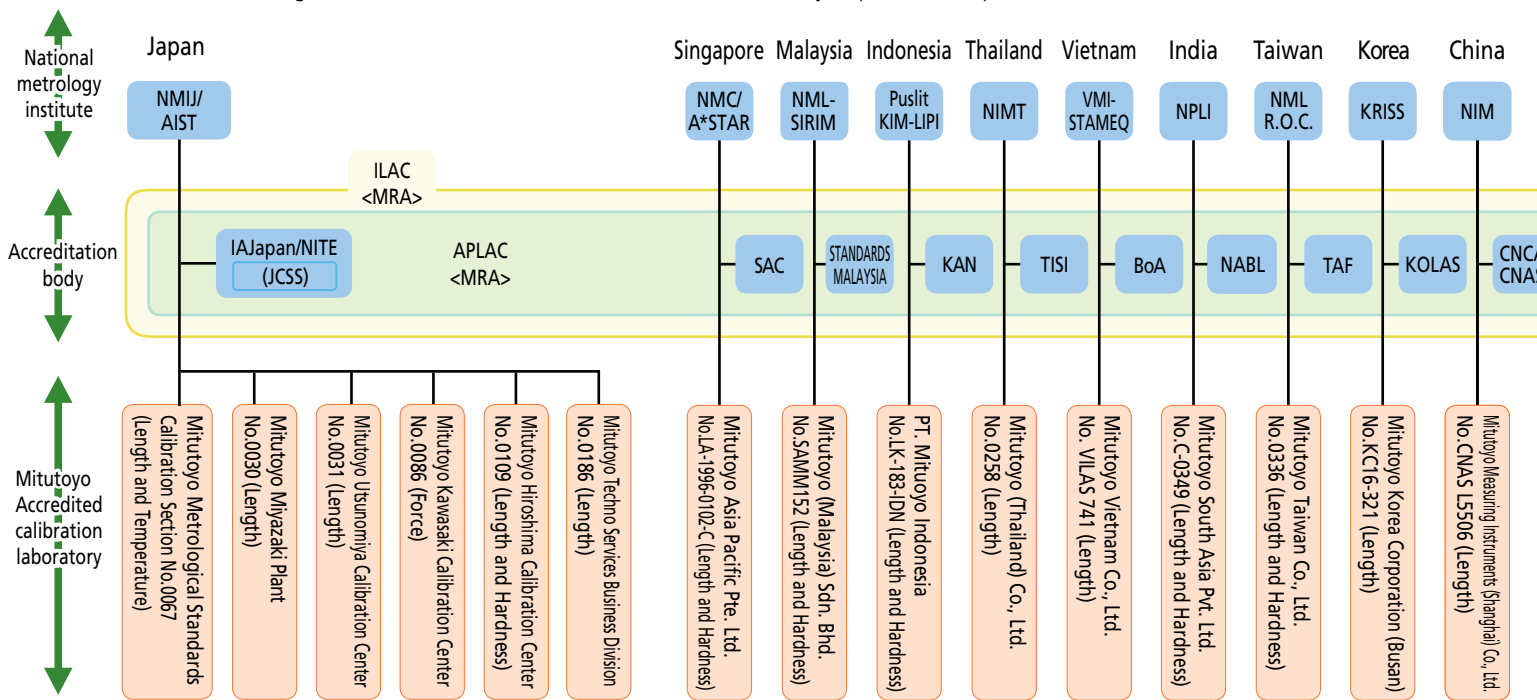 National
metrology
institute
Japan
Singapore
Malaysia
Indonesia
Thailand
Vietnam
India
Taiwan
Korea
China
NMIJ/
AIST
NMC/
A*STAR
NML-
SIRIM
Puslit
KIM-LIPI
NIMT
VMI-
STAMEQ
NPLI
NML
R.O.C.
KRISS
NIM
ILAC
<MRA>
Accreditation
body
IAJapan/NITE
(JCSS)
APLAC
<MRA>
SAC
STANDARDS
MALAYSIA
KAN
TISI
BoA
NABL
TAF
KOLAS
CNCA
CNAS
Mitutoyo
Accredited
calibration
laboratory
Mitutoyo Metrological Standards
Calibration Section No.0067
(Length and Temperature)
Mitutoyo Miyazaki Plant
No.0030 (Length)
Mitutoyo Utsunomiya Calibration Center
No.0031 (Length)
Mitutoyo Kawasaki Calibration Center
No.0086 (Force)
Mitutoyo Hiroshima Calibration Center
No.0109 (Length and Hardness)
Mitutoyo Techno Services Business Division
No.0186 (Length)
Mitutoyo Asia Pacific Pte. Ltd.
No.LA-1996-0102-C (Length and Hardness)
Mitutoyo (Malaysia) Sdn. Bhd.
No.SAMM152 (Length and Hardness)
PT. Mituoyo Indonesia
No.LK-183-IDN (Length and Hardness)
Mitutoyo (Thailand) Co., Ltd.
No.0258 (Length)
Mitutoyo Vietnam Co., Ltd.
No. VILAS 741 (Length)
Mitutoyo South Asia Pvt. Ltd.
No.C-0349 (Length and Hardness)
Mitutoyo Taiwan Co., Ltd.
No.0336 (Length and Hardness)
Mitutoyo Korea Corporation (Busan)
No.KC16-321 (Length)
Mitutoyo Measuring Instruments (Shanghai) Co., Ltd.
No.CNAS L5506 (Length)